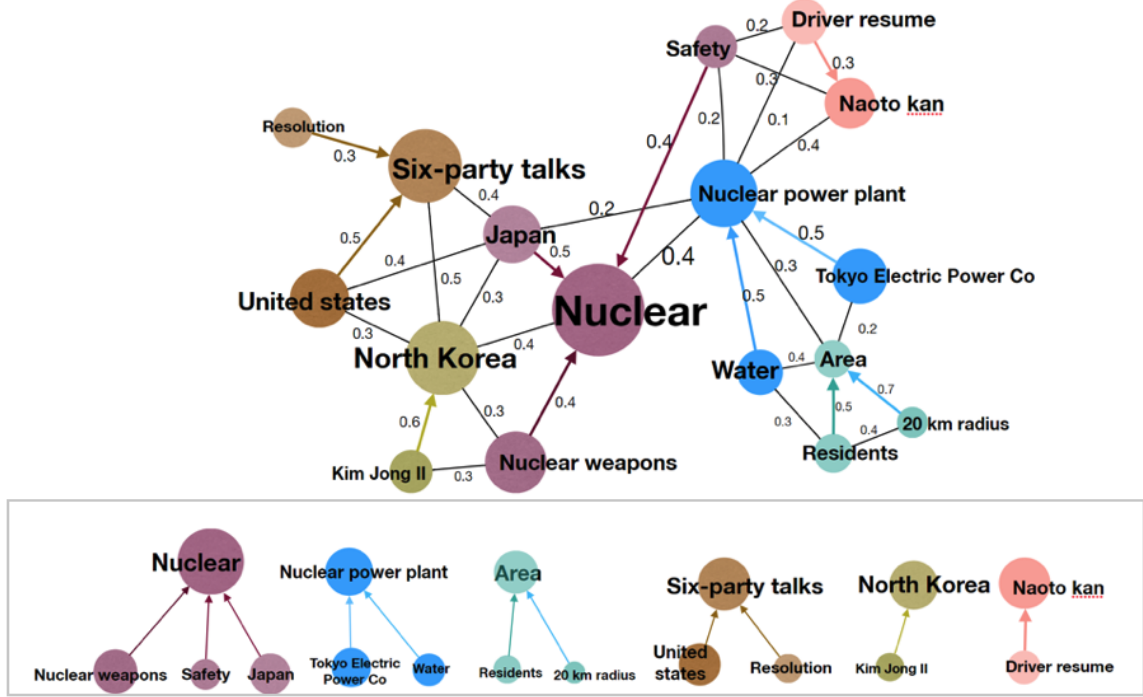 Driver resume
0.2
Safety
0.3
0.3
Naoto kan
Resolution
0.2
0.1
0.4
0.3
0.4
Six-party talks
0.4
Nuclear power plant
0.2
Japan
0.5
0.5
0.5
0.4
0.4
0.3
Tokyo Electric Power Co
0.5
0.3
0.5
United states
Nuclear
0.2
0.3
0.4
North Korea
0.4
Area
Water
0.7
0.3
0.4
0.5
0.6
0.3
0.4
20 km radius
Residents
Kim Jong II
0.3
Nuclear weapons
Nuclear
Nuclear power plant
Area
Six-party talks
North Korea
Naoto kan
Nuclear weapons
Safety
Japan
Tokyo Electric
Power Co
Water
Residents
20 km radius
United
states
Resolution
Kim Jong II
Driver resume